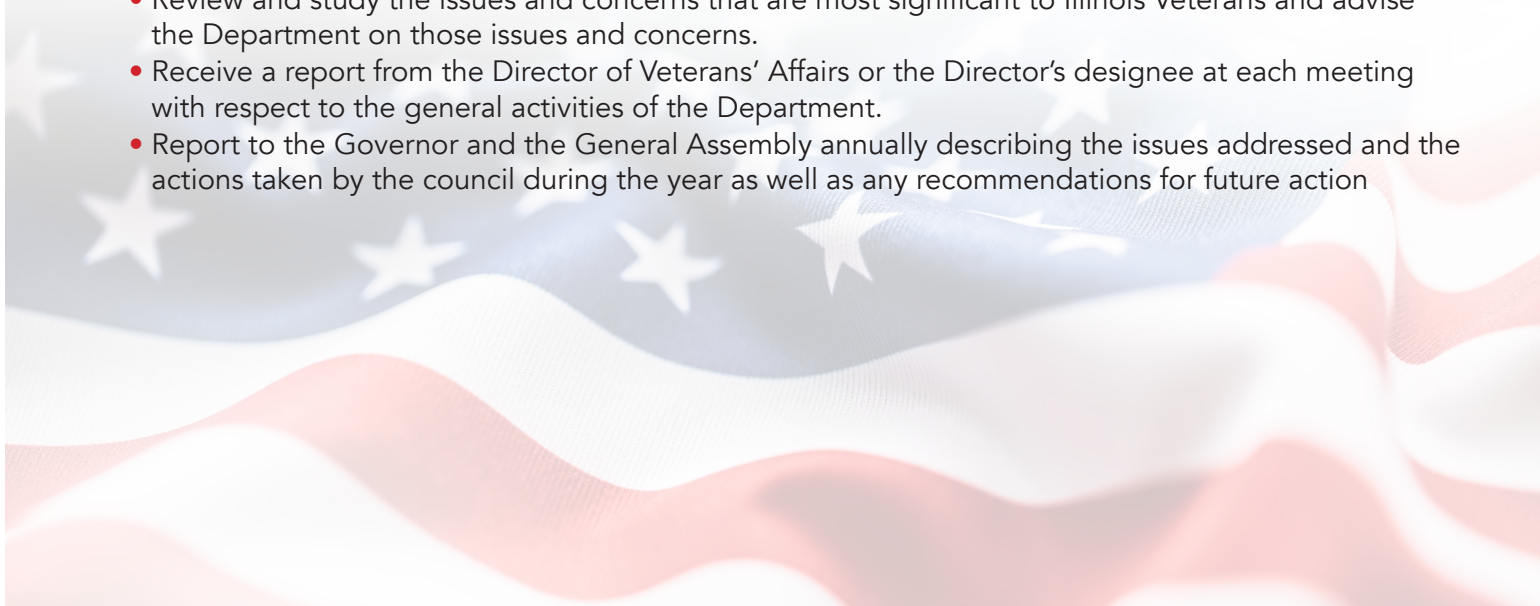 • Review and study the issues and concerns that are most significant to Illinois Veterans and advise
the Department on those issues and concerns.
• Receive a report from the Director of Veterans’ Affairs or the Director’s designee at each meeting
with respect to the general activities of the Department.
• Report to the Governor and the General Assembly annually describing the issues addressed and the
actions taken by the council during the year as well as any recommendations for future action